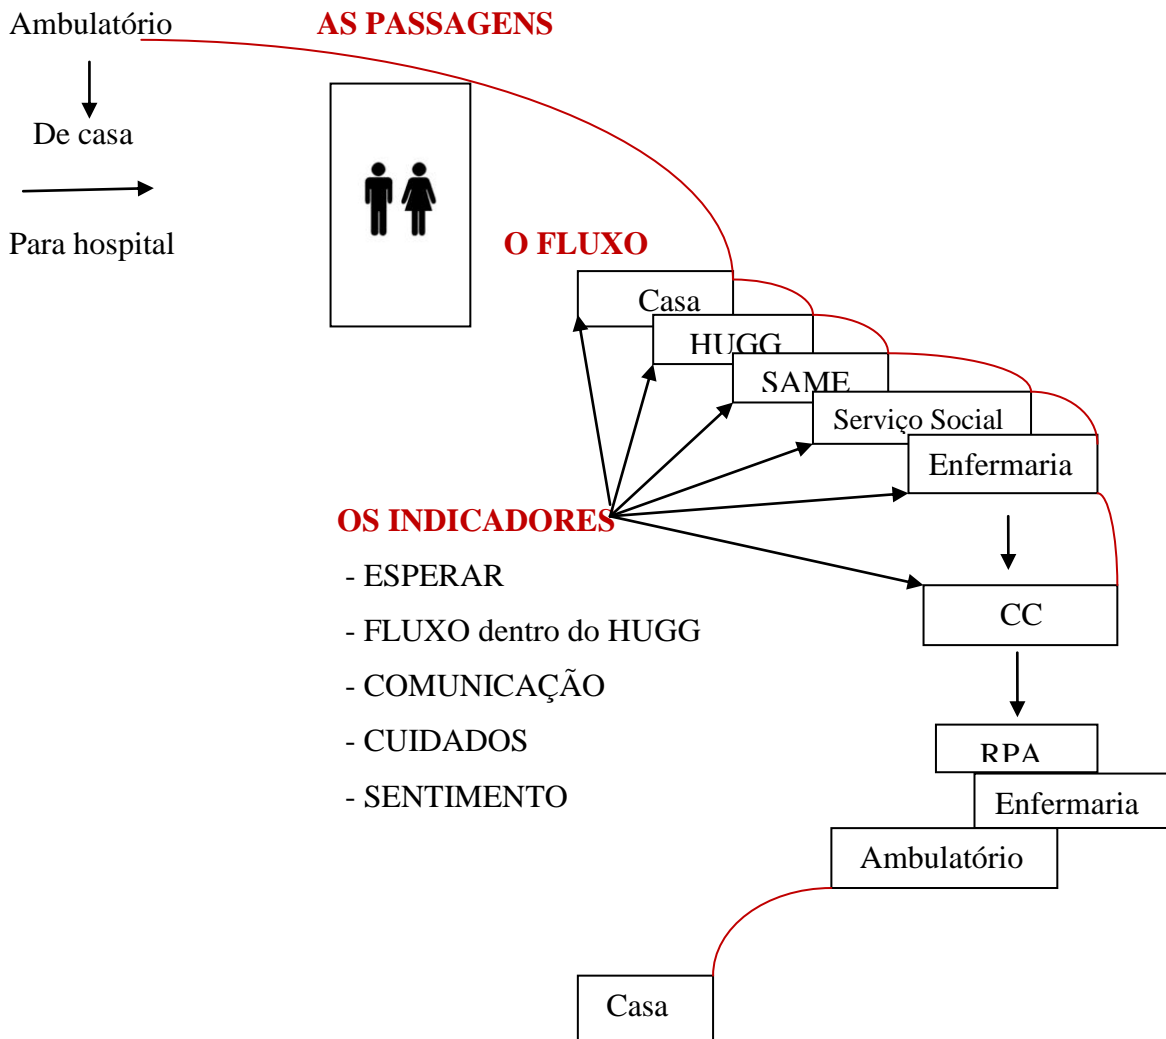 Ambulatório
AS PASSAGENS
De casa
Para hospital
O FLUXO
Casa
HUGG
SAME
Serviço Social
Enfermaria
OS INDICADORES
- ESPERAR
- FLUXO dentro do HUGG
- COMUNICAÇÃO
- CUIDADOS
- SENTIMENTO
CC
RPA
Enfermaria
Ambulatório
Casa